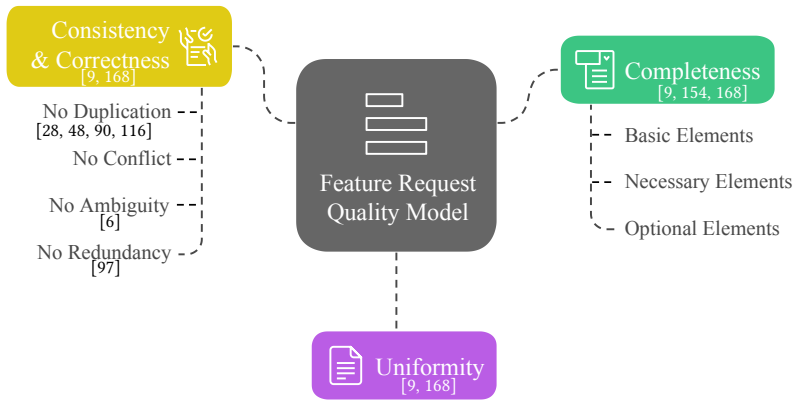 Consistency
& Correctness
[9, 168]
No Duplication
[28, 48, 90, 116]
No Conflict
No Ambiguity
[6]
No Redundancy
[97]
Feature Request
Quality Model
Completeness
[9, 154, 168]
Basic Elements
Necessary Elements
Optional Elements
Uniformity
[9, 168]